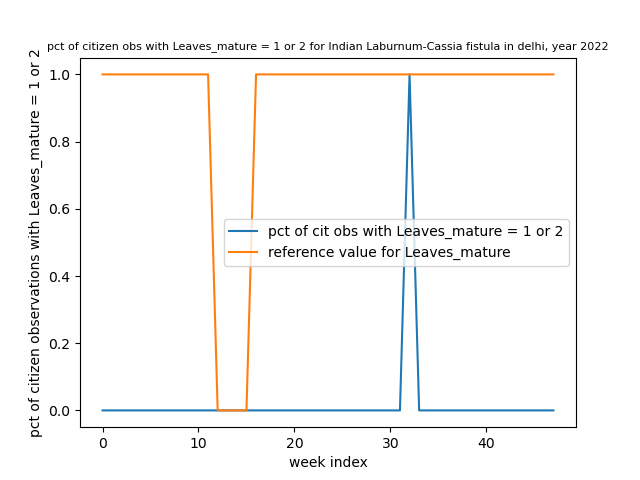 pct of citizen obs with Leaves_mature = 1 or 2 for Indian Laburnum-Cassia fistula in delhi, year 2022
pct of citizen observations with Leaves_mature = 1 or 2
1.0
0.8
0.6
0.4
0.2
0.0
pct of cit obs with Leaves_mature = 1 or 2
reference value for Leaves_mature
0 10 20 30 40
week index